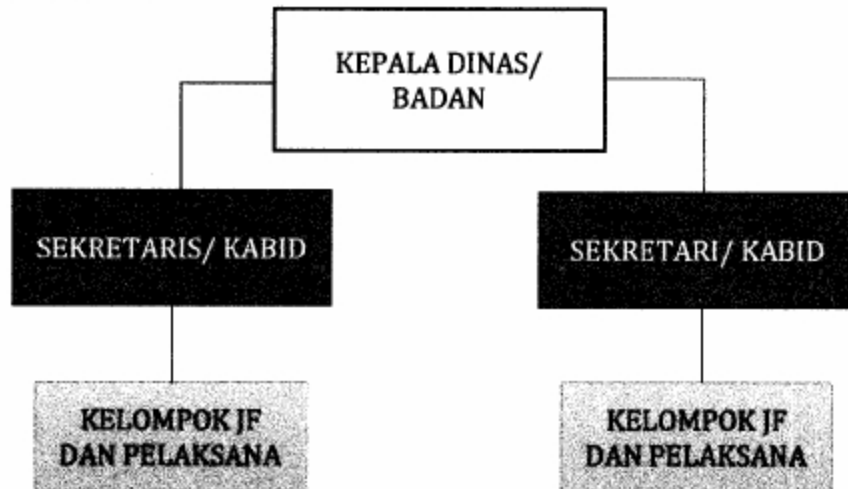 KEPALA DINAS/
BADAN
SEKRETARIS/ KABID
SEKRETARI/ KABID
KELOMPOK JF
DAN PELAKSANA
KELOMPOK JF
DAN PELAKSANA